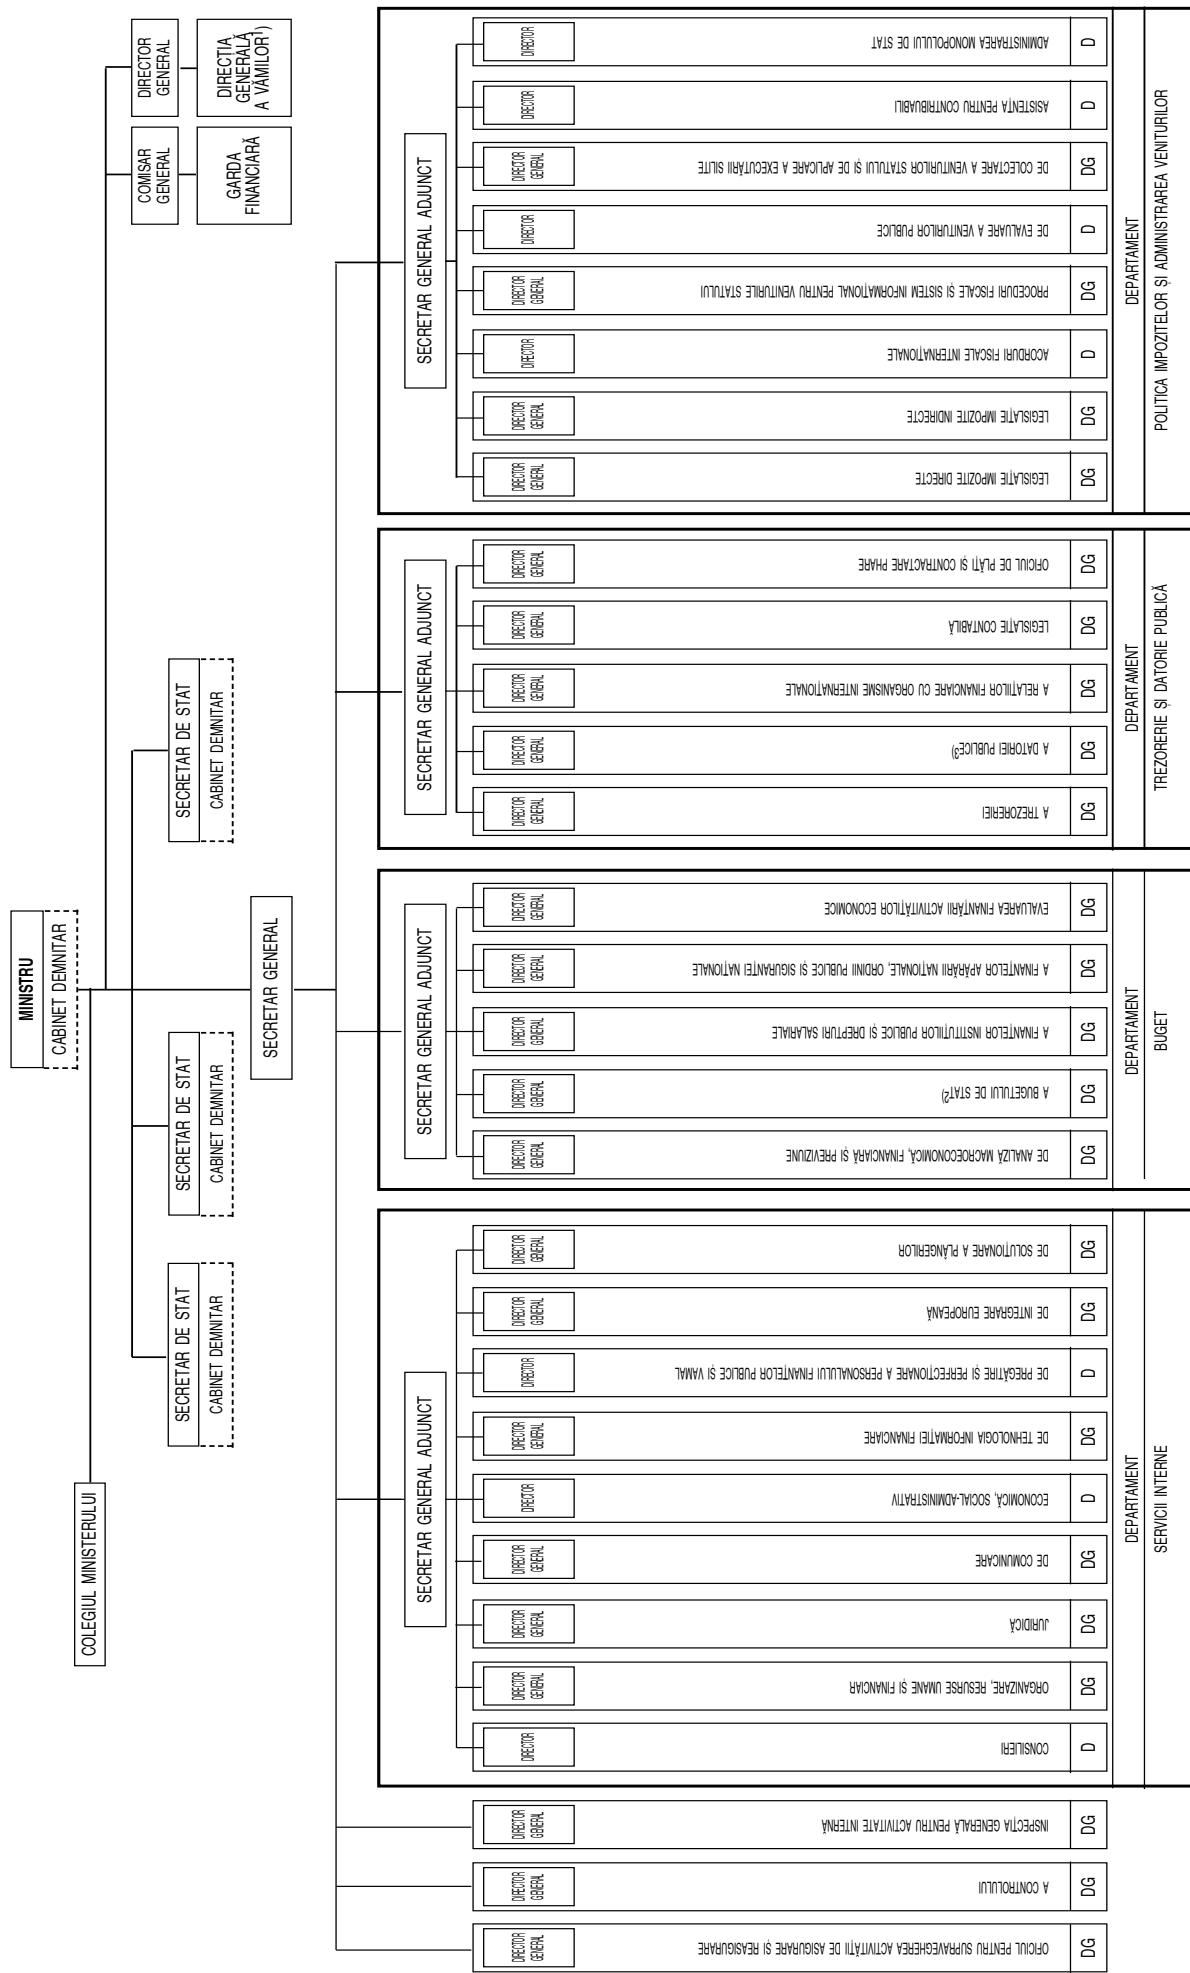 MINISTRU
CABINET DEMNITAR
COLEGIUL MINISTERULUI
SECRETAR DE STAT
CABINET DEMNITAR
SECRETAR DE STAT
CABINET DEMNITAR
SECRETAR DE STAT
CABINET DEMNITAR
COMISAR
GENERAL
GARDA
FINANCIARĂ
DIRECTOR
GENERAL
DIRECȚIA
GENERALĂ
A VĂMILOR1)
SECRETAR GENERAL
DIRECTOR
GENERAL
OFICIUL PENTRU SUPRAVEGHEREA ACTIVITĂȚII DE ASIGURARE ȘI REASIGURARE
DG
DIRECTOR
GENERAL
A CONTROLULUI
DG
DIRECTOR
GENERAL
INSPECȚIA GENERALĂ PENTRU ACTIVITATE INTERNĂ
DG
SECRETAR GENERAL ADJUNCT
DIRECTOR
CONSILIERI
D
DIRECTOR
GENERAL
ORGANIZARE, RESURSE UMANE ȘI FINANCIAR
DG
DIRECTOR
GENERAL
JURIDICĂ
DG
DIRECTOR
GENERAL
DE COMUNICARE
DG
DIRECTOR
ECONOMICĂ, SOCIAL-ADMINISTRATIV
D
DIRECTOR
GENERAL
DE TEHNOLOGIA INFORMAȚIEI FINANCIARE
DG
DIRECTOR
DE PREGĂTIRE ȘI PERFECȚIONARE A PERSONALULUI FINANȚELOR PUBLICE ȘI VAMAL
D
DIRECTOR
GENERAL
DE INTEGRARE EUROPEANĂ
DG
DIRECTOR
GENERAL
DE SOLUȚIONARE A PLÂNGERILOR
DG
DEPARTAMENT
SERVICII INTERNE
SECRETAR GENERAL ADJUNCT
DIRECTOR
GENERAL
DE ANALIZĂ MACROECONOMICĂ, FINANCIARĂ ȘI PREVIZIUNE
DG
DIRECTOR
GENERAL
A BUGETULUI DE STAT2)
DG
DIRECTOR
GENERAL
A FINANȚELOR INSTITUȚIILOR PUBLICE ȘI DREPTURI SALARIALE
DG
DIRECTOR
GENERAL
A FINANȚELOR APĂRĂRII NAȚIONALE, ORDINII PUBLICE ȘI SIGURANȚEI NAȚIONALE
DG
DIRECTOR
GENERAL
EVALUAREA FINANȚĂRII ACTIVITĂȚILOR ECONOMICE
DG
DEPARTAMENT
BUGET
SECRETAR GENERAL ADJUNCT
DIRECTOR
GENERAL
A TREZORERIEI
DG
DIRECTOR
GENERAL
A DATORIEI PUBLICE3)
DG
DIRECTOR
GENERAL
A RELAȚIILOR FINANCIARE CU ORGANISME INTERNAȚIONALE
DG
DIRECTOR
GENERAL
LEGISLAȚIE CONTABILĂ
DG
DIRECTOR
GENERAL
OFICIUL DE PLĂȚI ȘI CONTRACTARE PHARE
DG
DEPARTAMENT
TREZORERIE ȘI DATORIE PUBLICĂ
SECRETAR GENERAL ADJUNCT
DIRECTOR
GENERAL
LEGISLAȚIE IMPOZITE DIRECTE
DG
DIRECTOR
GENERAL
LEGISLAȚIE IMPOZITE INDIRECTE
DG
DIRECTOR
ACORDURI FISCALE INTERNAȚIONALE
D
DIRECTOR
GENERAL
PROCEDURI FISCALE ȘI SISTEM INFORMAȚIONAL PENTRU VENITURILE STATULUI
DG
DIRECTOR
DE EVALUARE A VENITURILOR PUBLICE
D
DIRECTOR
GENERAL
DE COLECTARE A VENITURILOR STATULUI ȘI DE APLICARE A EXECUTĂRII SILITE
DG
DIRECTOR
ASISTENȚA PENTRU CONTRIBUABILI
D
DIRECTOR
ADMINISTRAREA MONOPOLULUI DE STAT
D
DEPARTAMENT
POLITICA IMPOZITELOR ȘI ADMINISTRAREA VENITURILOR